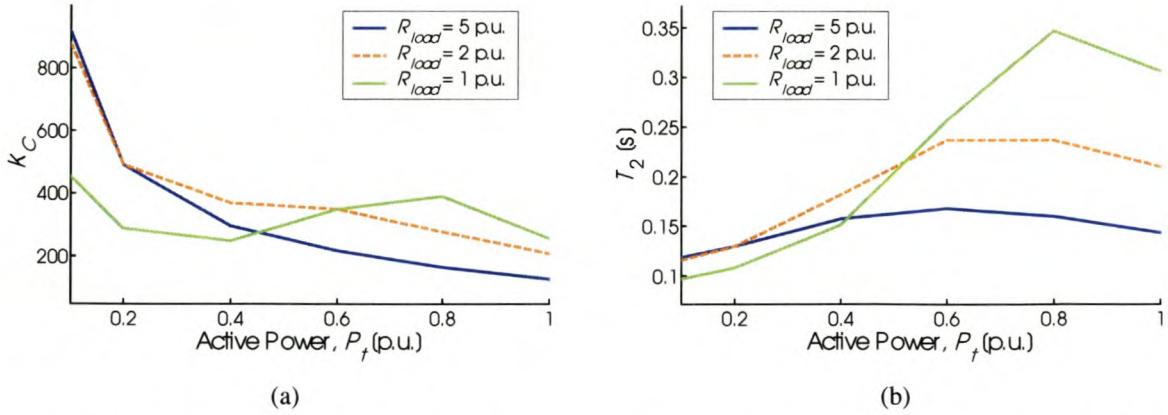 R_load = 5 p.u.
R_load = 2 p.u.
R_load = 1 p.u.
800
600
400
200
K_C
0.2 0.4 0.6 0.8 1
Active Power, P_t (p.u.)
(a)
R_load = 5 p.u.
R_load = 2 p.u.
R_load = 1 p.u.
0.35
0.3
0.25
0.2
0.15
0.1
T_2 (s)
0.2 0.4 0.6 0.8 1
Active Power, P_t (p.u.)
(b)